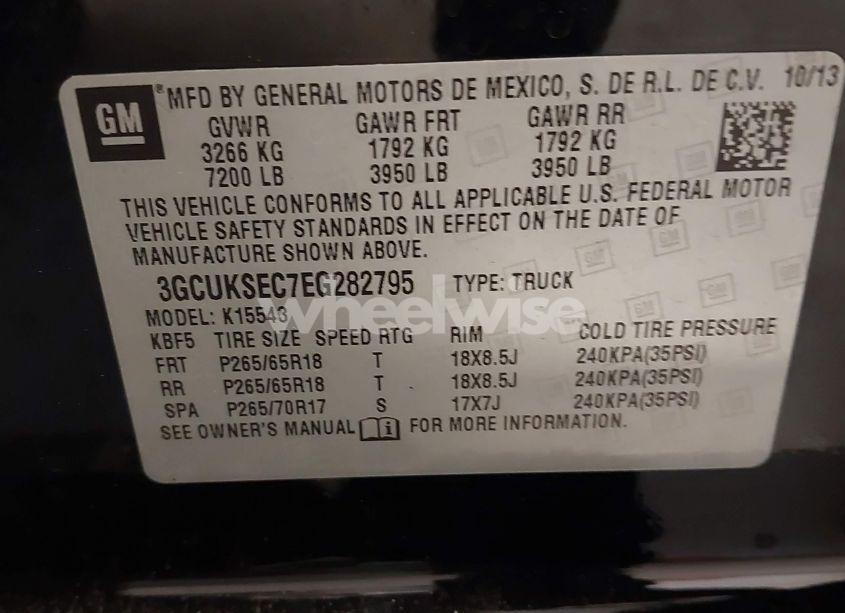 GM
®MFD BY GENERAL MOTORS DE MEXICO, S. DE R.L. DE C.V. 10/13
GVWR GAWR FRT GAWR RR
3266 KG 1792 KG 1792 KG
7200 LB 3950 LB 3950 LB
THIS VEHICLE CONFORMS TO ALL APPLICABLE U.S. FEDERAL MOTOR
VEHICLE SAFETY STANDARDS IN EFFECT ON THE DATE OF
MANUFACTURE SHOWN ABOVE.
3GCUKSEC7EG282795 TYPE: TRUCK
wheelwise
MODEL: K15543
KBF5 TIRE SIZE SPEED RTG RIM COLD TIRE PRESSURE
FRT P265/65R18 T 18X8.5J 240KPA(35PSI)
RR P265/65R18 T 18X8.5J 240KPA(35PSI)
SPA P265/70R17 S 17X7J 240KPA(35PSI)
SEE OWNER'S MANUAL i FOR MORE INFORMATION.